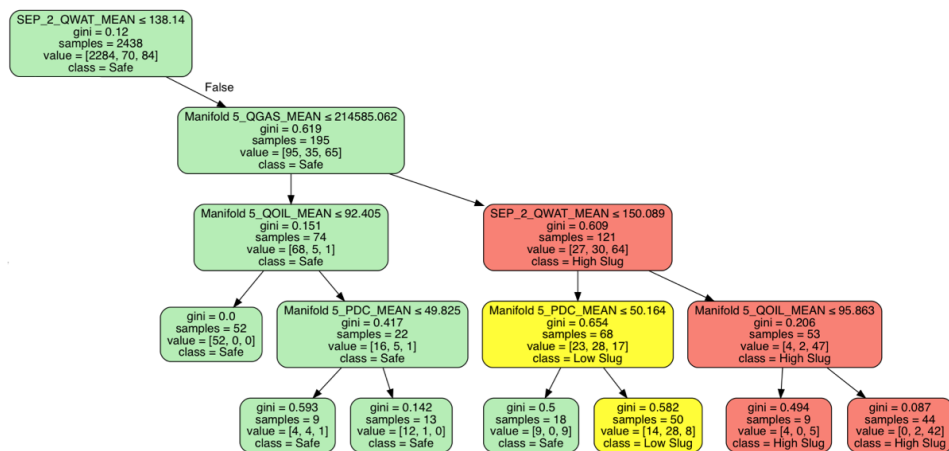 SEP_2_QWAT_MEAN ≤ 138.14
gini = 0.12
samples = 2438
value = [2284, 70, 84]
class = Safe
False
Manifold 5_QGAS_MEAN ≤ 214585.062
gini = 0.619
samples = 195
value = [95, 35, 65]
class = Safe
Manifold 5_QOIL_MEAN ≤ 92.405
gini = 0.151
samples = 74
value = [68, 5, 1]
class = Safe
SEP_2_QWAT_MEAN ≤ 150.089
gini = 0.609
samples = 121
value = [27, 30, 64]
class = High Slug
gini = 0.0
samples = 52
value = [52, 0, 0]
class = Safe
Manifold 5_PDC_MEAN ≤ 49.825
gini = 0.417
samples = 22
value = [16, 5, 1]
class = Safe
Manifold 5_PDC_MEAN ≤ 50.164
gini = 0.654
samples = 68
value = [23, 28, 17]
class = Low Slug
Manifold 5_QOIL_MEAN ≤ 95.863
gini = 0.206
samples = 53
value = [4, 2, 47]
class = High Slug
gini = 0.593
samples = 9
value = [4, 4, 1]
class = Safe
gini = 0.142
samples = 13
value = [12, 1, 0]
class = Safe
gini = 0.5
samples = 18
value = [9, 0, 9]
class = Safe
gini = 0.582
samples = 50
value = [14, 28, 8]
class = Low Slug
gini = 0.494
samples = 9
value = [4, 0, 5]
class = High Slug
gini = 0.087
samples = 44
value = [0, 2, 42]
class = High Slug